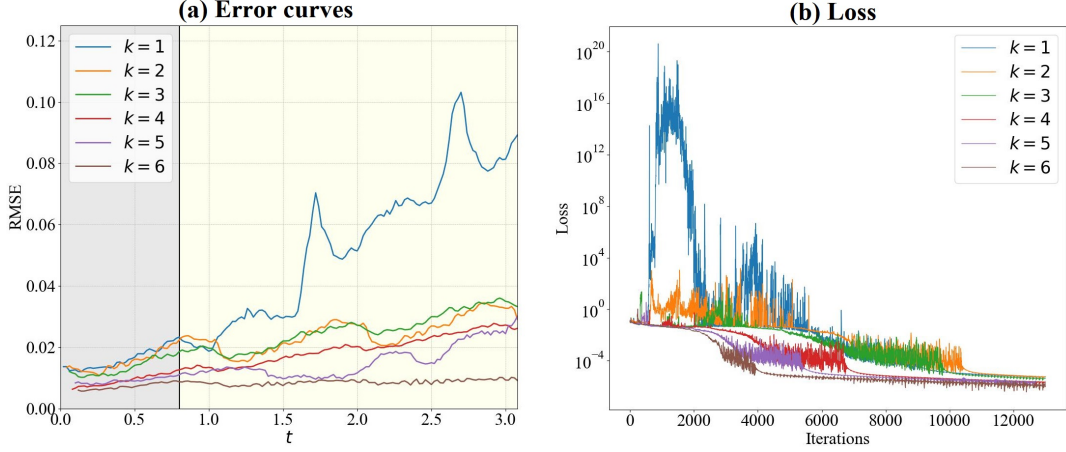 (a) Error curves
0.12
0.10
0.08
0.06
0.04
0.02
0.00
RMSE
k = 1
k = 2
k = 3
k = 4
k = 5
k = 6
0.0 0.5 1.0 1.5 2.0 2.5 3.0
t
(b) Loss
10^20
10^16
10^12
10^8
10^4
10^0
10^-4
Loss
k = 1
k = 2
k = 3
k = 4
k = 5
k = 6
0 2000 4000 6000 8000 10000 12000
Iterations